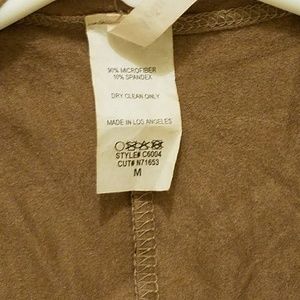 90% MICROFIBER
10% SPANDEX
DRY CLEAN ONLY
MADE IN LOS ANGELES
STYLE# C6004
CUT# N71653
M